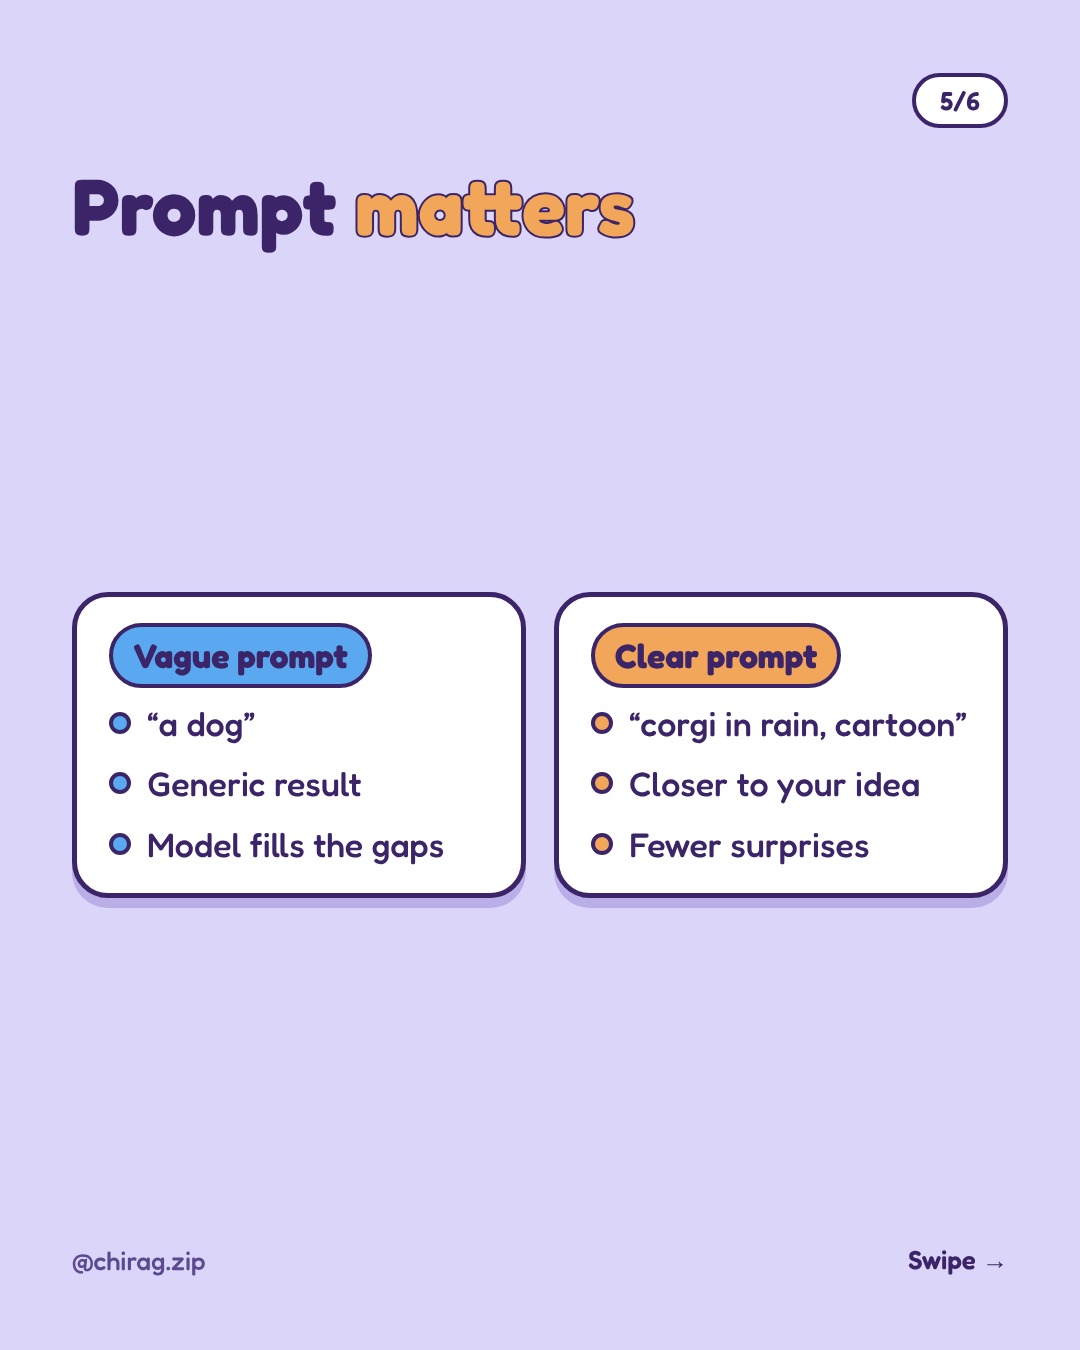 5/6
Prompt matters
Vague prompt
“a dog”
Generic result
Model fills the gaps
Clear prompt
“corgi in rain, cartoon”
Closer to your idea
Fewer surprises
@chirag.zip
Swipe →